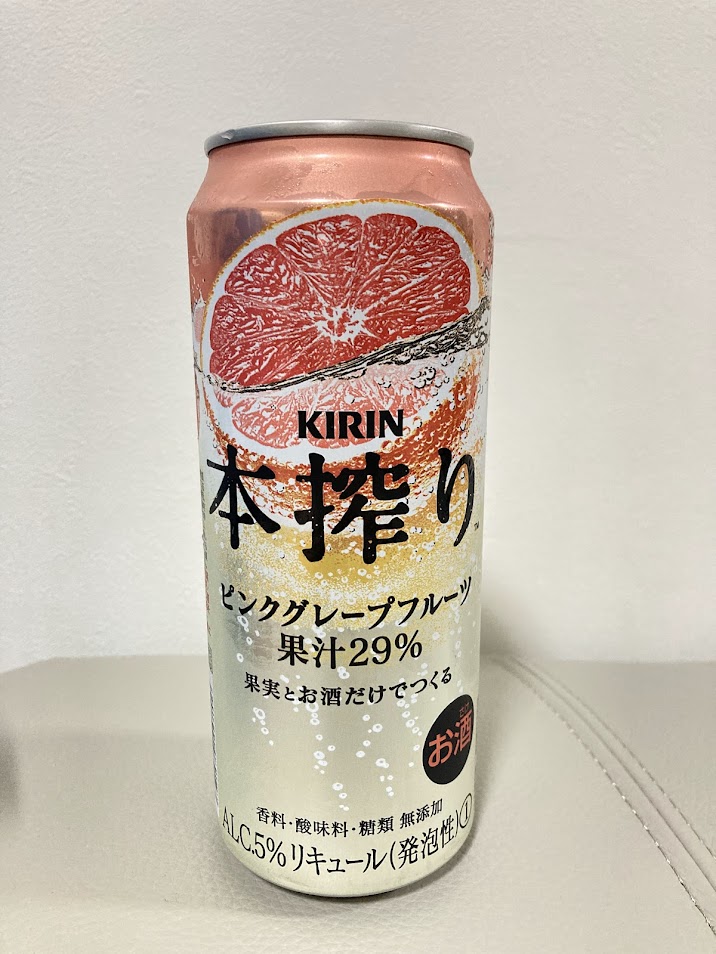 KIRIN
本搾り™
ピンクグレープフルーツ
果汁29%
果実とお酒だけでつくる
お酒
香料・酸味料・糖類 無添加
ALC.5%リキュール(発泡性)①